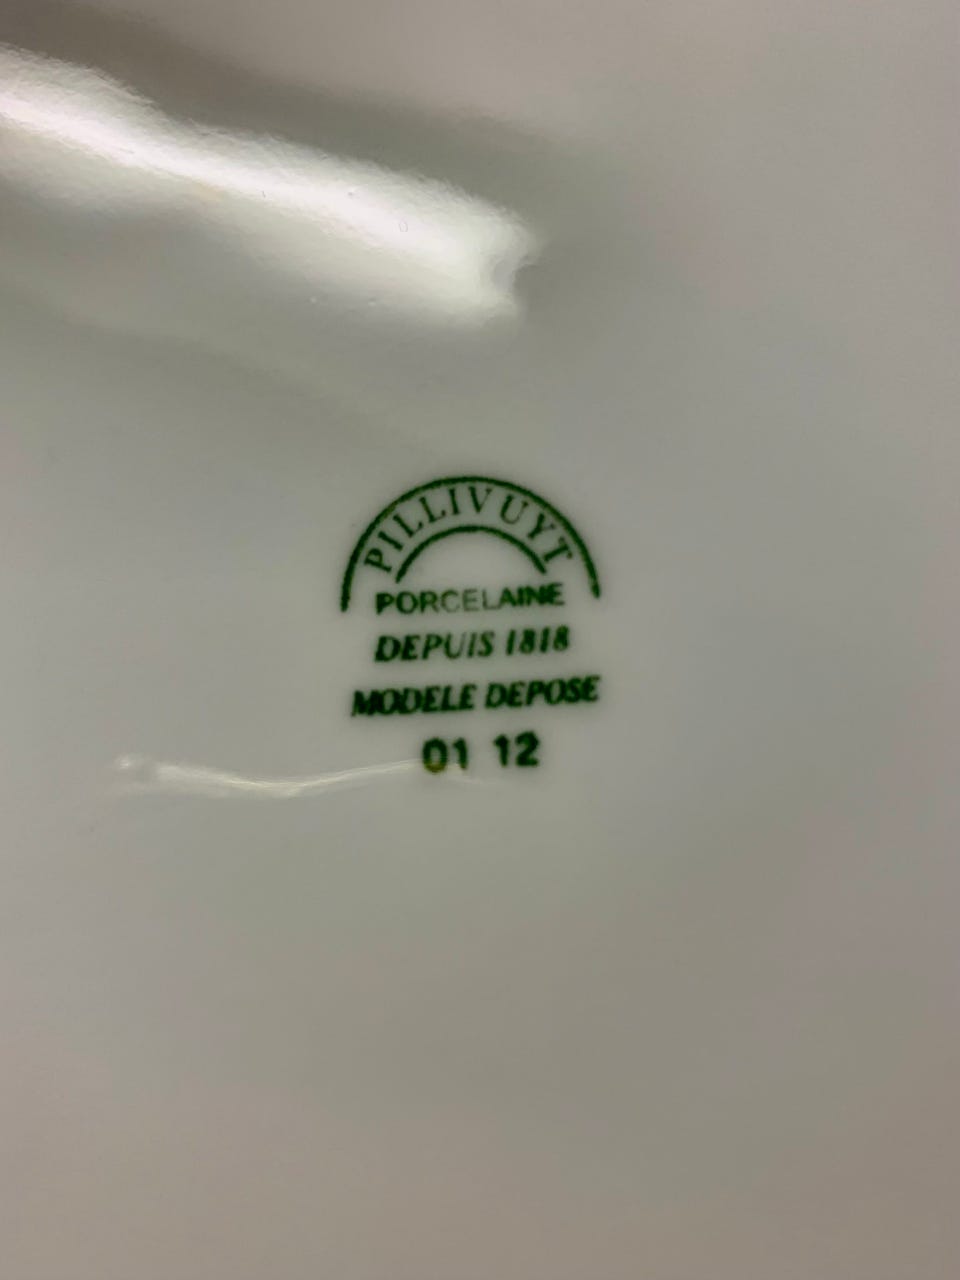 PILLIVUYT
PORCELAINE
DEPUIS 1818
MODELE DEPOSE
01 12